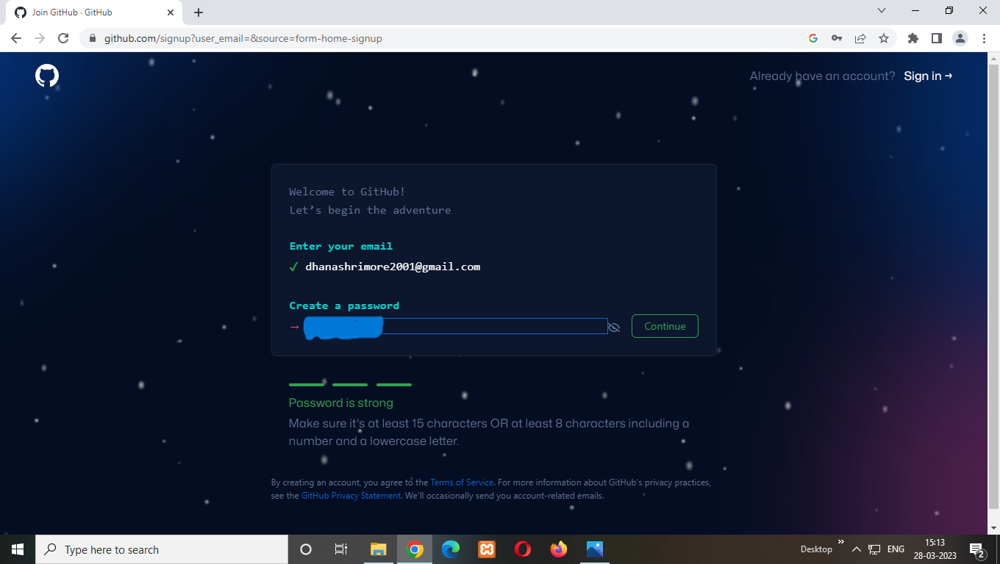 Join GitHub · GitHub
github.com/signup?user_email=&source=form-home-signup
Already have an account? Sign in →
Welcome to GitHub!
Let’s begin the adventure
Enter your email
✓ dhanashrimore2001@gmail.com
Create a password
→
Continue
Password is strong
Make sure it's at least 15 characters OR at least 8 characters including a
number and a lowercase letter.
By creating an account, you agree to the Terms of Service. For more information about GitHub's privacy practices,
see the GitHub Privacy Statement. We'll occasionally send you account-related emails.
Type here to search
Desktop
ENG
15:13
28-03-2023
2